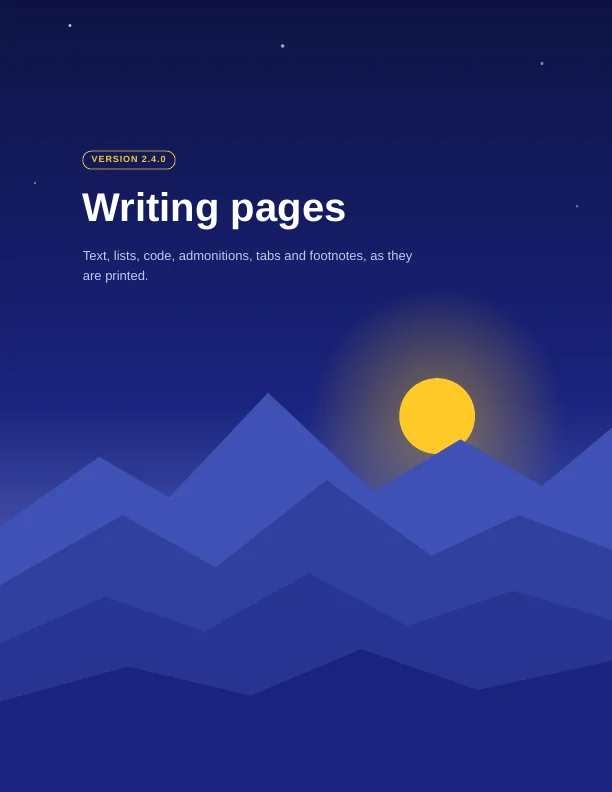 VERSION 2.4.0
Writing pages
Text, lists, code, admonitions, tabs and footnotes, as they
are printed.